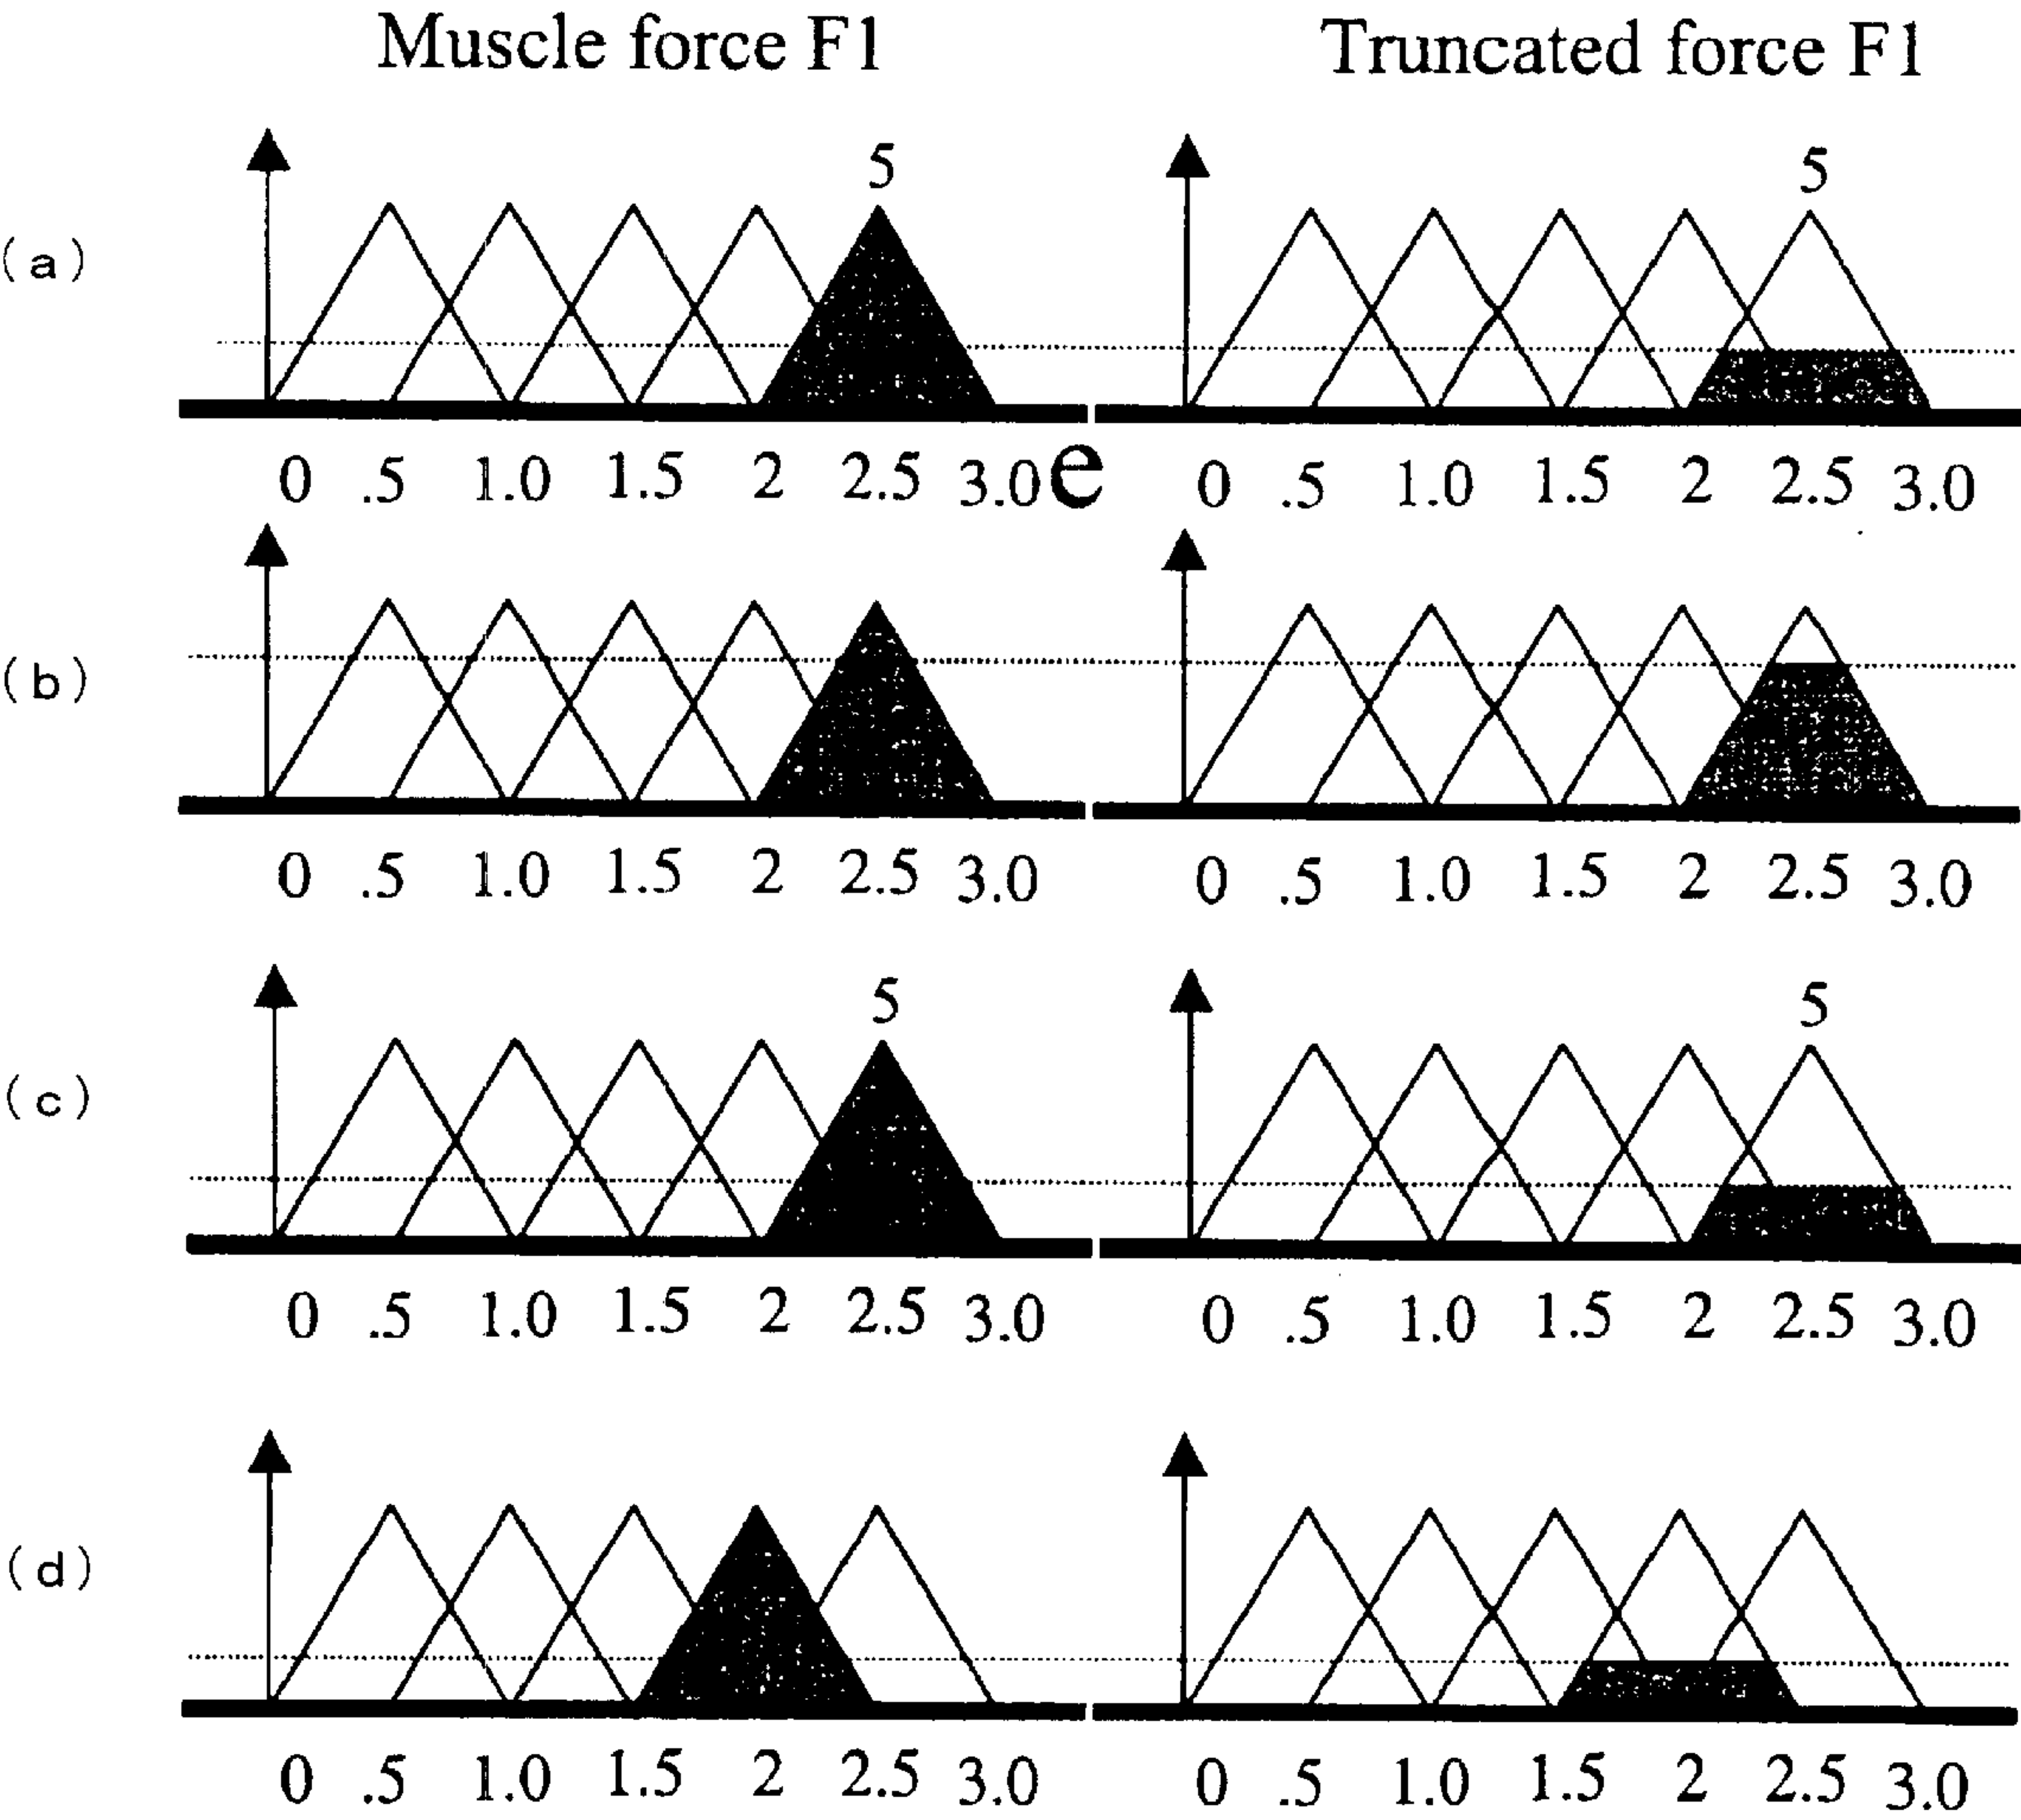 Muscle force F1 Truncated force F1
5 5
(a)
0 .5 1.0 1.5 2 2.5 3.0 e 0 .5 1.0 1.5 2 2.5 3.0
(b)
0 .5 1.0 1.5 2 2.5 3.0 0 .5 1.0 1.5 2 2.5 3.0
5 5
(c)
0 .5 1.0 1.5 2 2.5 3.0 0 .5 1.0 1.5 2 2.5 3.0
(d)
0 .5 1.0 1.5 2 2.5 3.0 0 .5 1.0 1.5 2 2.5 3.0